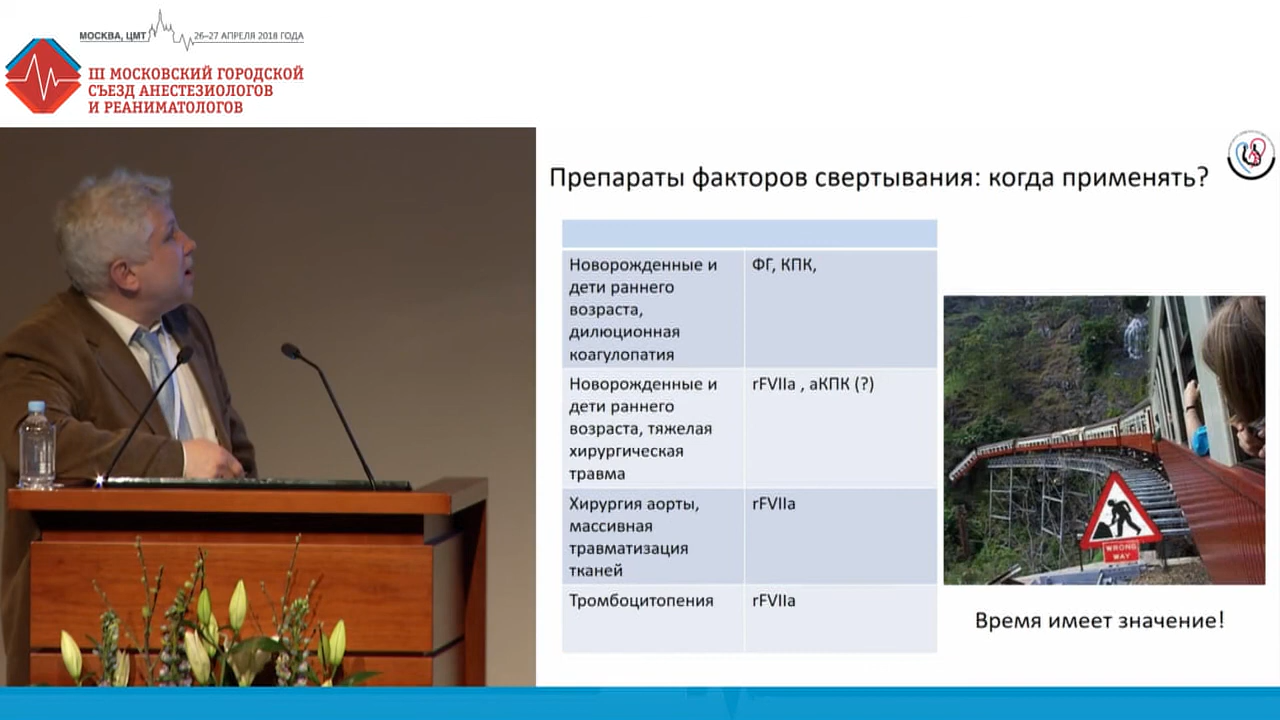 МОСКВА, ЦМТ 26–27 АПРЕЛЯ 2018 ГОДА
III МОСКОВСКИЙ ГОРОДСКОЙ
СЪЕЗД АНЕСТЕЗИОЛОГОВ
И РЕАНИМАТОЛОГОВ
Препараты факторов свертывания: когда применять?
Новорожденные и
дети раннего
возраста,
дилюционная
коагулопатия
ФГ, КПК,
Новорожденные и
дети раннего
возраста, тяжелая
хирургическая
травма
rFVIIa , аКПК (?)
Хирургия аорты,
массивная
травматизация
тканей
rFVIIa
Тромбоцитопения
rFVIIa
WRONG
WAY
Время имеет значение!